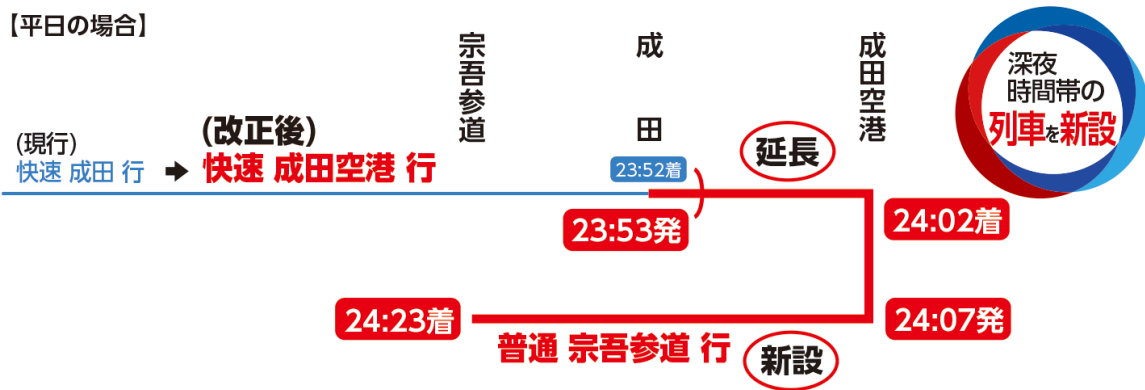 【平日の場合】
宗吾参道
成田
成田空港
深夜
時間帯の
列車を新設
(現行)
快速 成田 行
➡
(改正後)
快速 成田空港 行
23:52着
延長
23:53発
24:02着
24:23着
24:07発
普通 宗吾参道 行
新設